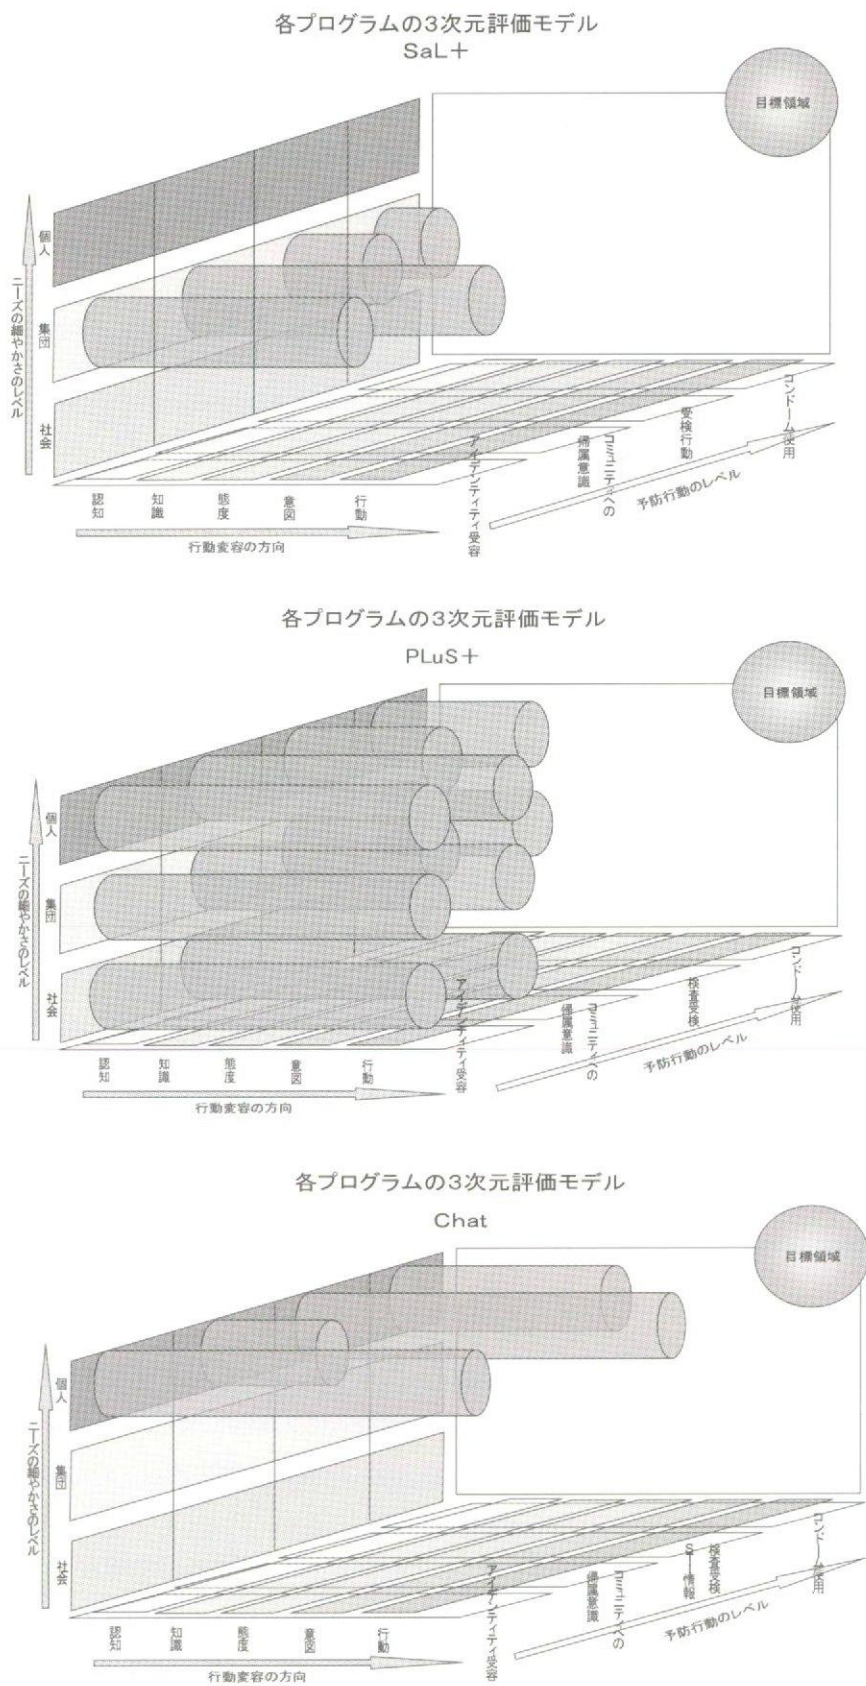 各プログラムの3次元評価モデル
SaL+
目標領域
ニーズの細やかさのレベル
個人
集団
社会
認知
知識
態度
意図
行動
行動変容の方向
アイデンティティ受容
コミュニティへの
帰属意識
受検行動
コンドーム使用
予防行動のレベル
各プログラムの3次元評価モデル
PLuS+
目標領域
ニーズの細やかさのレベル
個人
集団
社会
認知
知識
態度
意図
行動
行動変容の方向
アイデンティティ受容
コミュニティへの
帰属意識
検査受検
コンドーム使用
予防行動のレベル
各プログラムの3次元評価モデル
Chat
目標領域
ニーズの細やかさのレベル
個人
集団
社会
認知
知識
態度
意図
行動
行動変容の方向
アイデンティティ受容
コミュニティへの
帰属意識
検査受検
情報
コンドーム使用
予防行動のレベル